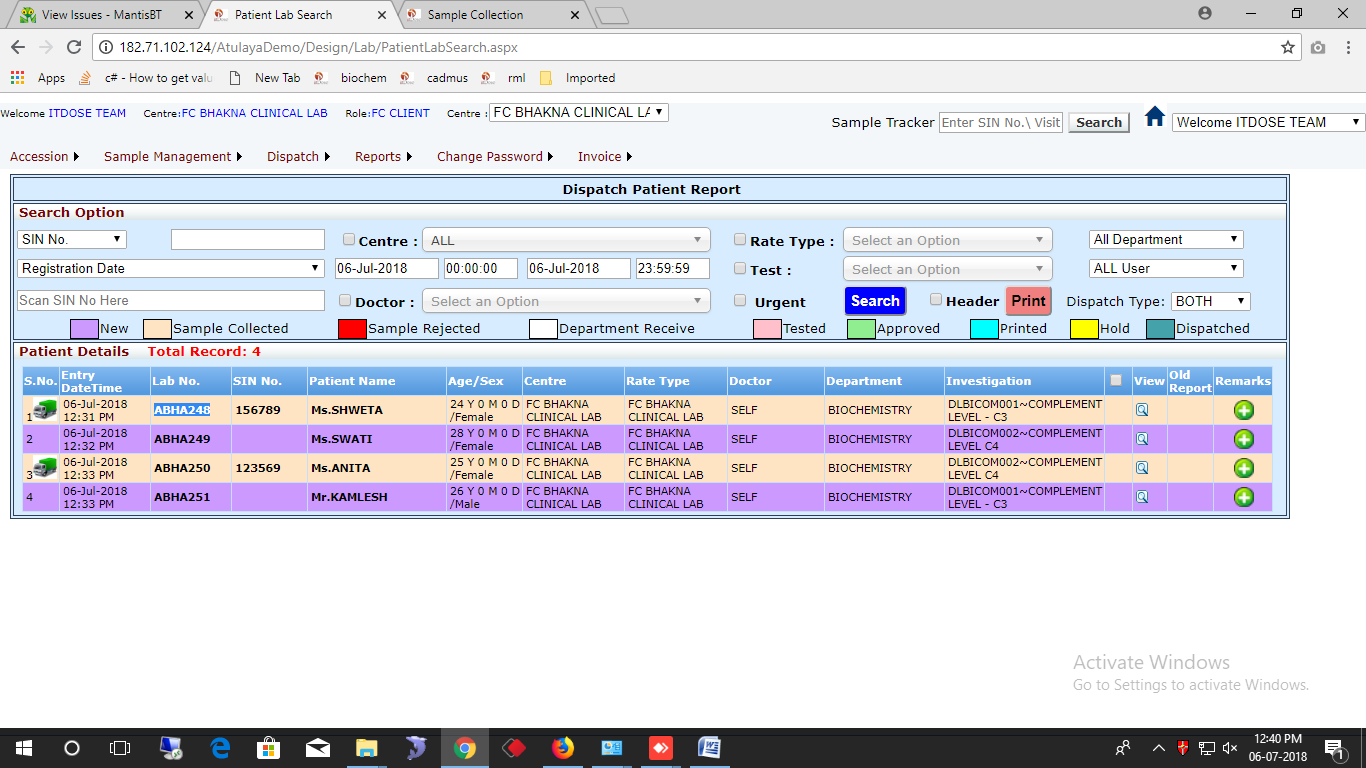 View Issues - MantisBT
Patient Lab Search
Sample Collection
182.71.102.124/AtulayaDemo/Design/Lab/PatientLabSearch.aspx
Apps c# - How to get valu New Tab biochem cadmus rml Imported
Welcome ITDOSE TEAM Centre:FC BHAKNA CLINICAL LAB Role:FC CLIENT Centre : FC BHAKNA CLINICAL LA
Sample Tracker Enter SIN No.\ Visit Search Welcome ITDOSE TEAM
Accession Sample Management Dispatch Reports Change Password Invoice
Dispatch Patient Report
Search Option
SIN No. Centre : ALL Rate Type : Select an Option All Department
Registration Date 06-Jul-2018 00:00:00 06-Jul-2018 23:59:59 Test : Select an Option ALL User
Scan SIN No Here Doctor : Select an Option Urgent Search Header Print Dispatch Type: BOTH
New Sample Collected Sample Rejected Department Receive Tested Approved Printed Hold Dispatched
Patient Details Total Record: 4
S.No. Entry DateTime Lab No. SIN No. Patient Name Age/Sex Centre Rate Type Doctor Department Investigation View Old Report Remarks
1 06-Jul-2018 12:31 PM ABHA248 156789 Ms.SHWETA 24 Y 0 M 0 D /Female FC BHAKNA CLINICAL LAB FC BHAKNA CLINICAL LAB SELF BIOCHEMISTRY DLBICOM001~COMPLEMENT LEVEL - C3
2 06-Jul-2018 12:32 PM ABHA249 Ms.SWATI 28 Y 0 M 0 D /Female FC BHAKNA CLINICAL LAB FC BHAKNA CLINICAL LAB SELF BIOCHEMISTRY DLBICOM002~COMPLEMENT LEVEL C4
3 06-Jul-2018 12:33 PM ABHA250 123569 Ms.ANITA 25 Y 0 M 0 D /Female FC BHAKNA CLINICAL LAB FC BHAKNA CLINICAL LAB SELF BIOCHEMISTRY DLBICOM002~COMPLEMENT LEVEL C4
4 06-Jul-2018 12:33 PM ABHA251 Mr.KAMLESH 26 Y 0 M 0 D /Male FC BHAKNA CLINICAL LAB FC BHAKNA CLINICAL LAB SELF BIOCHEMISTRY DLBICOM001~COMPLEMENT LEVEL - C3
Activate Windows
Go to Settings to activate Windows.
12:40 PM
06-07-2018
1